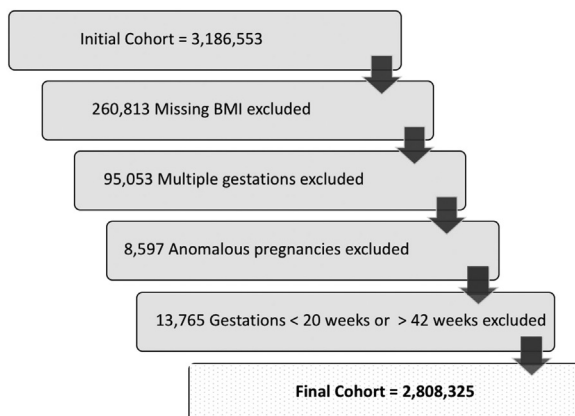 Initial Cohort = 3,186,553
260,813 Missing BMI excluded
95,053 Multiple gestations excluded
8,597 Anomalous pregnancies excluded
13,765 Gestations < 20 weeks or > 42 weeks excluded
Final Cohort = 2,808,325